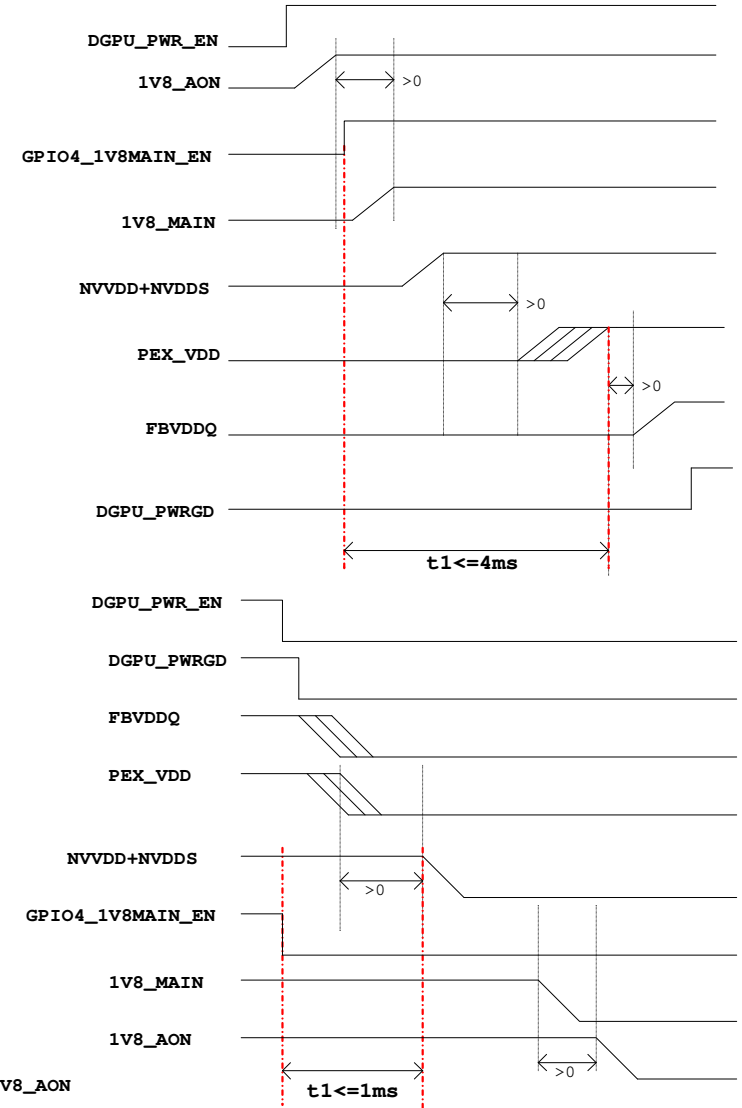 DGPU_PWR_EN
1V8_AON
>0
GPIO4_1V8MAIN_EN
1V8_MAIN
NVVDD+NVDDS
>0
PEX_VDD
>0
FBVDDQ
DGPU_PWRGD
t1<=4ms
DGPU_PWR_EN
DGPU_PWRGD
FBVDDQ
PEX_VDD
NVVDD+NVDDS
>0
GPIO4_1V8MAIN_EN
1V8_MAIN
1V8_AON
>0
V8_AON
t1<=1ms